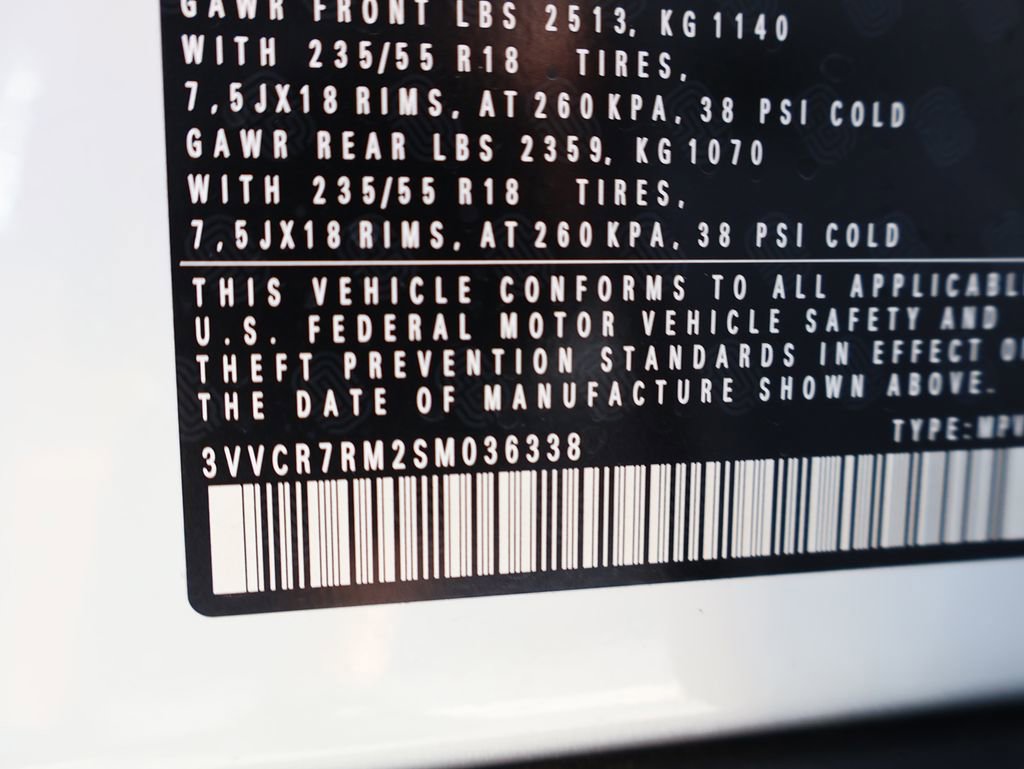 GAWR FRONT LBS 2513, KG 1140
WITH 235/55 R18 TIRES,
7,5JX18 RIMS, AT 260 KPA, 38 PSI COLD
GAWR REAR LBS 2359, KG 1070
WITH 235/55 R18 TIRES,
7,5JX18 RIMS, AT 260 KPA, 38 PSI COLD
THIS VEHICLE CONFORMS TO ALL APPLICABL
U.S. FEDERAL MOTOR VEHICLE SAFETY AND
THEFT PREVENTION STANDARDS IN EFFECT O
THE DATE OF MANUFACTURE SHOWN ABOVE.
TYPE:MPV
3VVCR7RM2SM036338